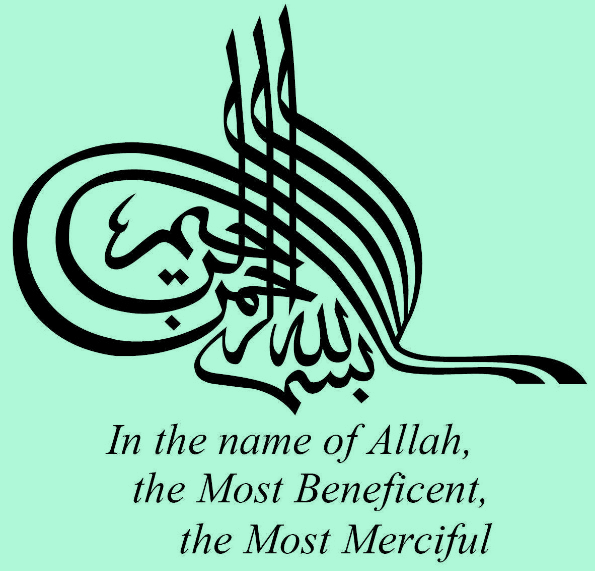 بسم الله الرحمن الرحيم
In the name of Allah,
the Most Beneficent,
the Most Merciful